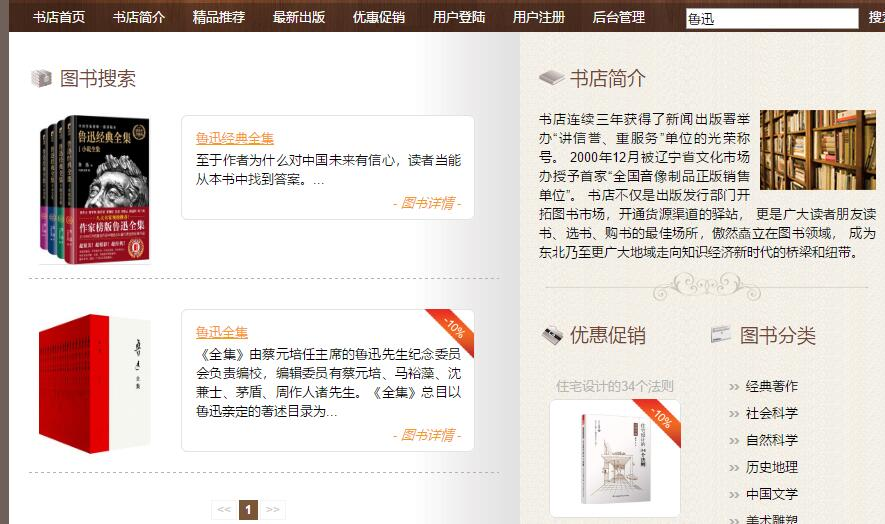 书店首页 书店简介 精品推荐 最新出版 优惠促销 用户登陆 用户注册 后台管理 鲁迅
图书搜索
鲁迅经典全集
小说全集
作家榜版鲁迅全集
鲁迅经典全集
至于作者为什么对中国未来有信心，读者当能
从本书中找到答案。...
- 图书详情 -
鲁迅
全集
-10%
鲁迅全集
《全集》由蔡元培任主席的鲁迅先生纪念委员
会负责编校，编辑委员有蔡元培、马裕藻、沈
兼士、茅盾、周作人诸先生。《全集》总目以
鲁迅亲定的著述目录为...
- 图书详情 -
<< 1 >>
书店简介
书店连续三年获得了新闻出版署举
办“讲信誉、重服务”单位的光荣称
号。 2000年12月被辽宁省文化市场
办授予首家“全国音像制品正版销售
单位”。 书店不仅是出版发行部门开
拓图书市场，开通货源渠道的驿站， 更是广大读者朋友读
书、选书、购书的最佳场所，傲然矗立在图书领域， 成为
东北乃至更广大地域走向知识经济新时代的桥梁和纽带。
优惠促销
住宅设计的34个法则
-10%
住宅设计的
34个法则
图书分类
经典著作
社会科学
自然科学
历史地理
中国文学
美术雕塑